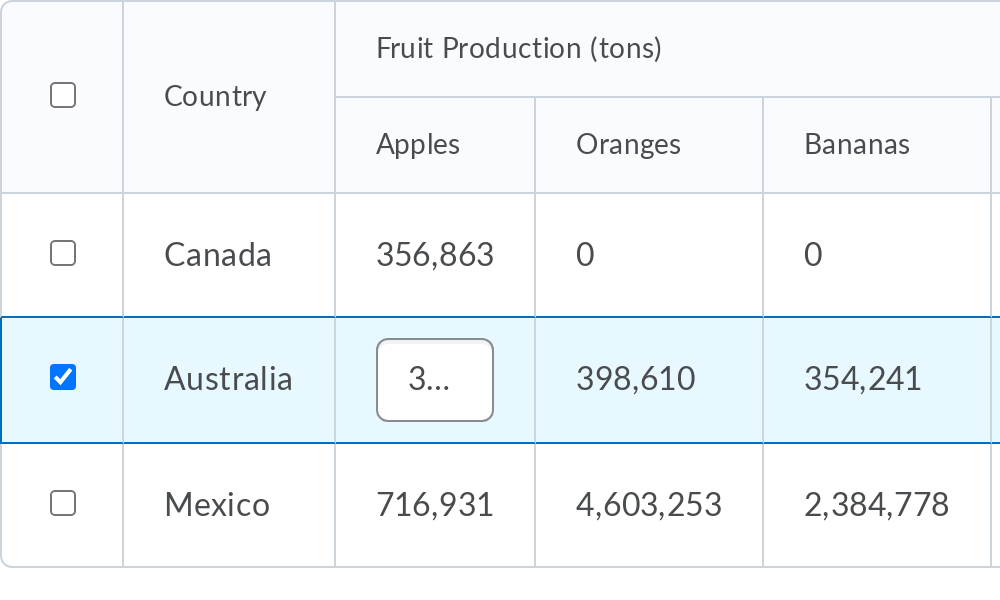 Fruit Production (tons)
Country
Apples Oranges Bananas
Canada 356,863 0 0
Australia 3... 398,610 354,241
Mexico 716,931 4,603,253 2,384,778